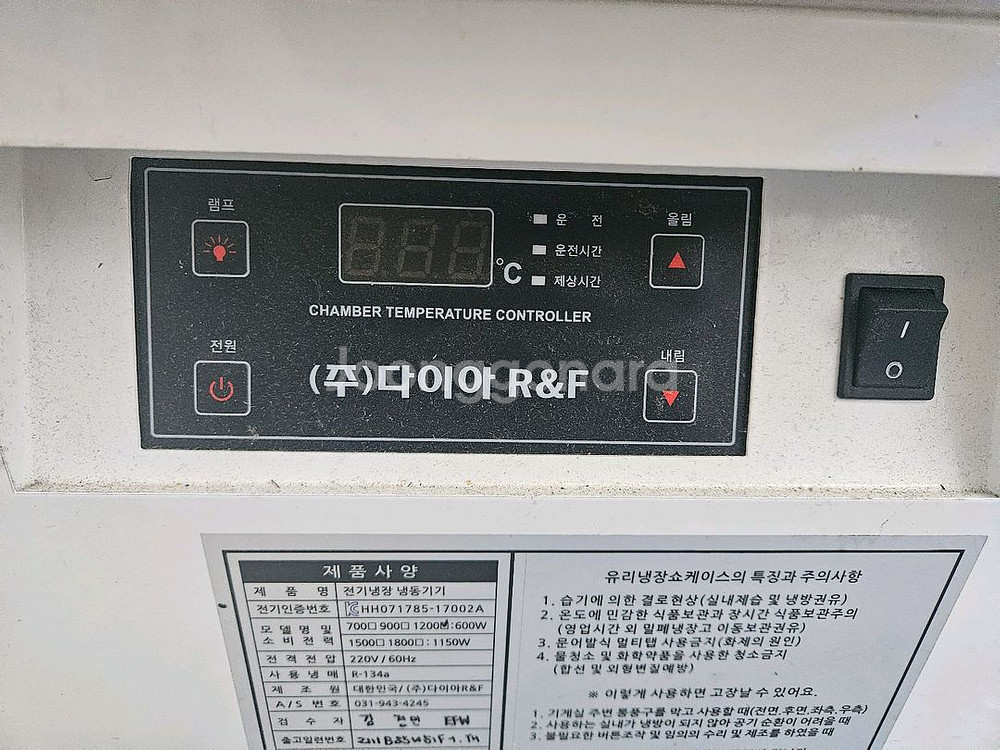 램프
운 전
운전시간
제상시간
올림
°C
CHAMBER TEMPERATURE CONTROLLER
전원
내림
(주)다이아 R&F
joonggonara
제품사양
제 품 명 전기냉장 냉동기기
전기인증번호 HH071785-17002A
모델명 및 700□ 900□ 1200☑:600W
소비전력 1500□ 1800□:1150W
정격전압 220V / 60Hz
사용냉매 R-134a
제 조 원 대한민국/(주)다이아R&F
A/S 번호 031-943-4245
검 수 자
출고일련번호
유리냉장쇼케이스의 특징과 주의사항
1. 습기에 의한 결로현상(실내제습 및 냉방권유)
2. 온도에 민감한 식품보관과 장시간 식품보관주의
(영업시간 외 밀폐냉장고 이동보관권유)
3. 문어발식 멀티탭 사용금지(화제의 원인)
4. 물청소 및 화학약품을 사용한 청소금지
(합선 및 외형변질예방)
※ 이렇게 사용하면 고장날 수 있어요.
1. 기계실 주변 통풍구를 막고 사용할 때(전면.후면.좌측.우측)
2. 사용하는 실내가 냉방이 되지 않아 공기 순환이 어려울 때
3. 불필요한 버튼조작 및 임의의 수리 및 제조를 하였을 때